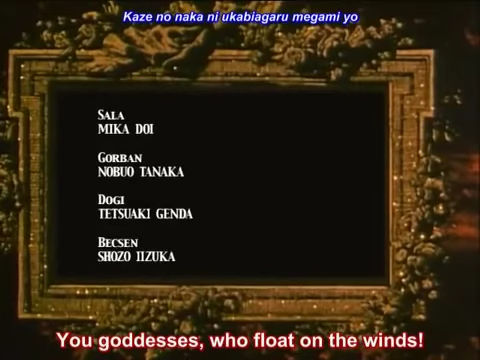 Kaze no naka ni ukabiagaru megami yo
SALA
MIKA DOI
GORBAN
NOBUO TANAKA
DOGI
TETSUAKI GENDA
BECSEN
SHOZO IIZUKA
You goddesses, who float on the winds!